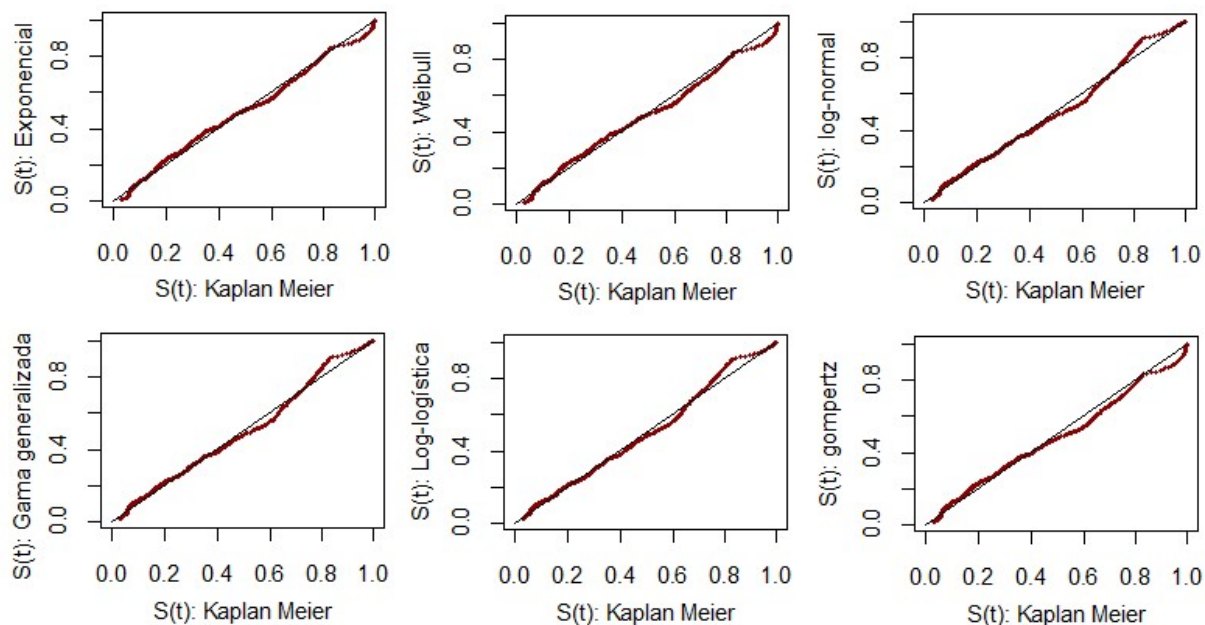 S(t): Exponencial
0.0 0.4 0.8
0.0 0.2 0.4 0.6 0.8 1.0
S(t): Kaplan Meier
S(t): Weibull
0.0 0.4 0.8
0.0 0.2 0.4 0.6 0.8 1.0
S(t): Kaplan Meier
S(t): log-normal
0.0 0.4 0.8
0.0 0.2 0.4 0.6 0.8 1.0
S(t): Kaplan Meier
S(t): Gama generalizada
0.0 0.4 0.8
0.0 0.2 0.4 0.6 0.8 1.0
S(t): Kaplan Meier
S(t): Log-logística
0.0 0.4 0.8
0.0 0.2 0.4 0.6 0.8 1.0
S(t): Kaplan Meier
S(t): gompertz
0.0 0.4 0.8
0.0 0.2 0.4 0.6 0.8 1.0
S(t): Kaplan Meier